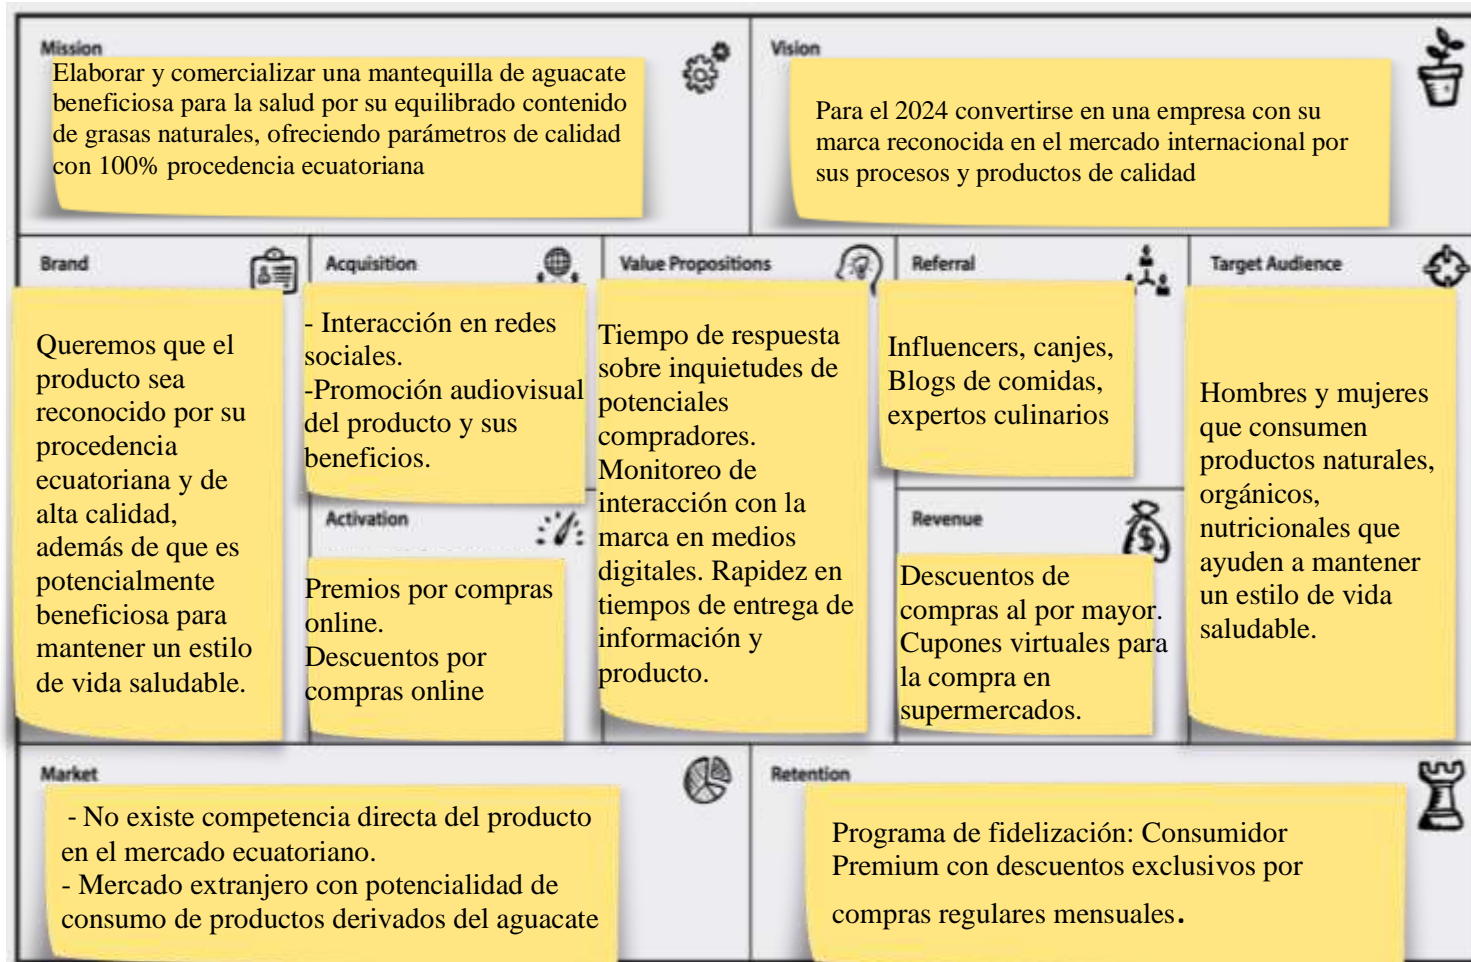 Mission
Elaborar y comercializar una mantequilla de aguacate
beneficiosa para la salud por su equilibrado contenido
de grasas naturales, ofreciendo parámetros de calidad
con 100% procedencia ecuatoriana
Vision
Para el 2024 convertirse en una empresa con su
marca reconocida en el mercado internacional por
sus procesos y productos de calidad
Brand
Queremos que el
producto sea
reconocido por su
procedencia
ecuatoriana y de
alta calidad,
además de que es
potencialmente
beneficiosa para
mantener un estilo
de vida saludable.
Acquisition
- Interacción en redes
sociales.
-Promoción audiovisual
del producto y sus
beneficios.
Activation
Premios por compras
online.
Descuentos por
compras online
Value Propositions
Tiempo de respuesta
sobre inquietudes de
potenciales
compradores.
Monitoreo de
interacción con la
marca en medios
digitales. Rapidez en
tiempos de entrega de
información y
producto.
Referral
Influencers, canjes,
Blogs de comidas,
expertos culinarios
Revenue
$
Descuentos de
compras al por mayor.
Cupones virtuales para
la compra en
supermercados.
Target Audience
Hombres y mujeres
que consumen
productos naturales,
orgánicos,
nutricionales que
ayuden a mantener
un estilo de vida
saludable.
Market
- No existe competencia directa del producto
en el mercado ecuatoriano.
- Mercado extranjero con potencialidad de
consumo de productos derivados del aguacate
Retention
Programa de fidelización: Consumidor
Premium con descuentos exclusivos por
compras regulares mensuales.